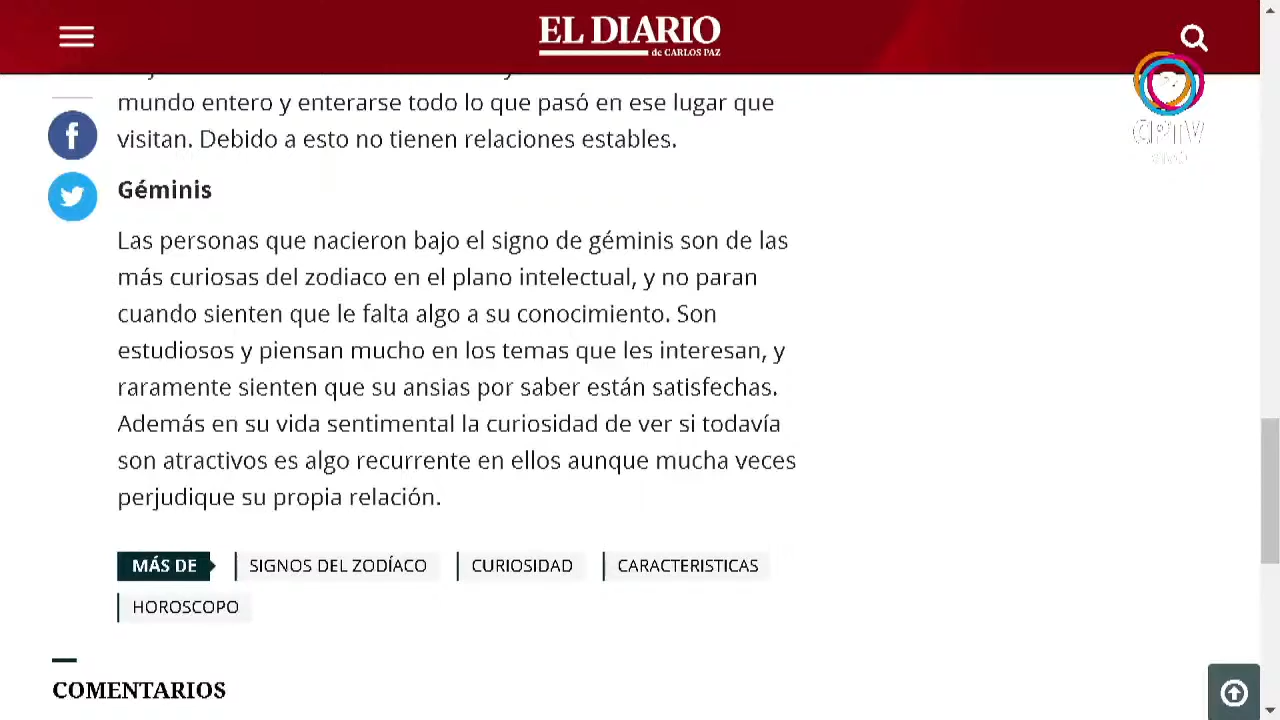 EL DIARIO
de CARLOS PAZ
CPTV
mundo entero y enterarse todo lo que pasó en ese lugar que
visitan. Debido a esto no tienen relaciones estables.
Géminis
Las personas que nacieron bajo el signo de géminis son de las
más curiosas del zodiaco en el plano intelectual, y no paran
cuando sienten que le falta algo a su conocimiento. Son
estudiosos y piensan mucho en los temas que les interesan, y
raramente sienten que su ansias por saber están satisfechas.
Además en su vida sentimental la curiosidad de ver si todavía
son atractivos es algo recurrente en ellos aunque mucha veces
perjudique su propia relación.
MÁS DE SIGNOS DEL ZODÍACO CURIOSIDAD CARACTERISTICAS
HOROSCOPO
COMENTARIOS